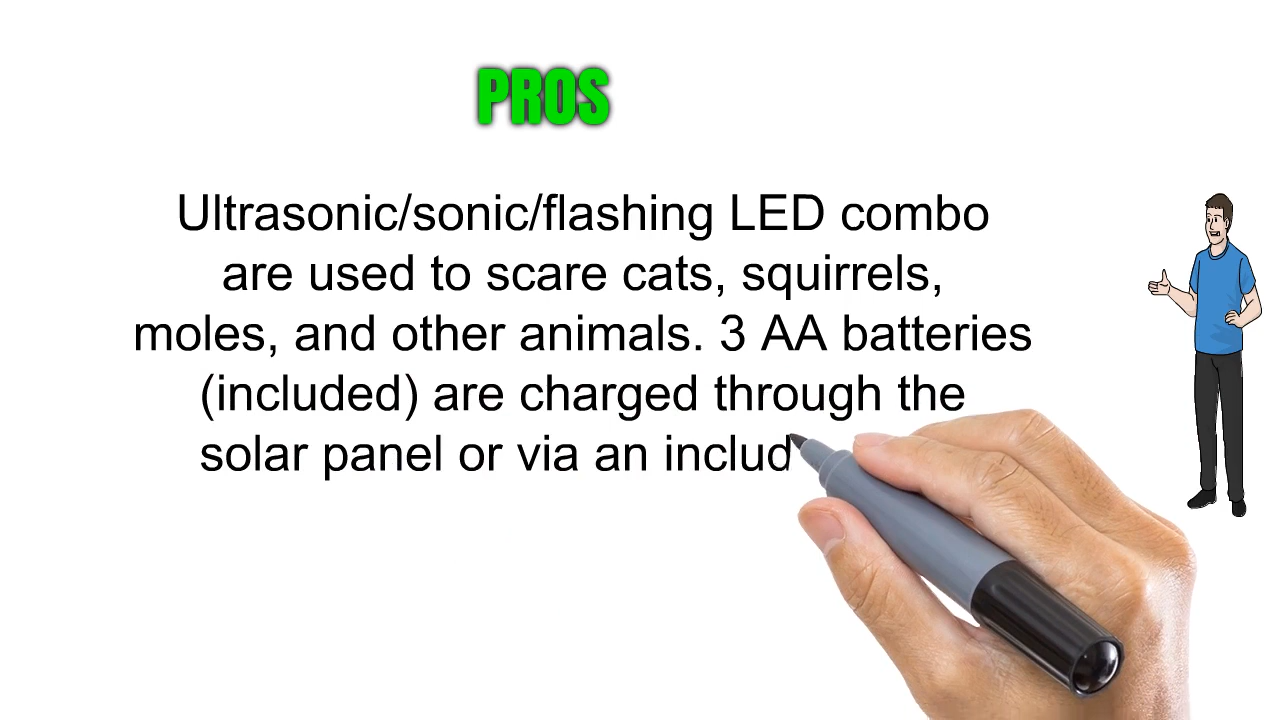 PROS
Ultrasonic/sonic/flashing LED combo
are used to scare cats, squirrels,
moles, and other animals. 3 AA batteries
(included) are charged through the
solar panel or via an includ